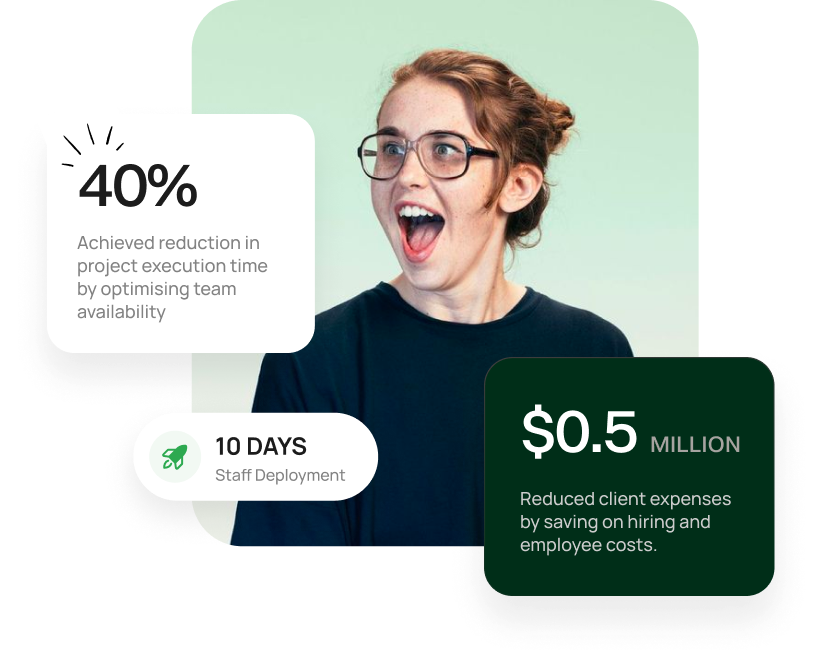 40%
Achieved reduction in
project execution time
by optimising team
availability
10 DAYS
Staff Deployment
$0.5 MILLION
Reduced client expenses
by saving on hiring and
employee costs.